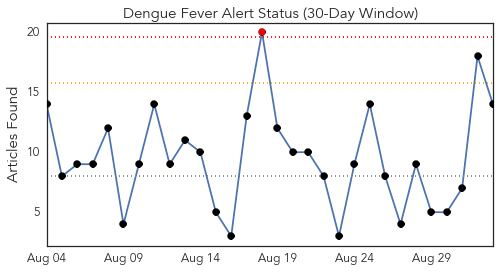 Dengue Fever Alert Status (30-Day Window)
Articles Found
20
15
10
5
Aug 04 Aug 09 Aug 14 Aug 19 Aug 24 Aug 29